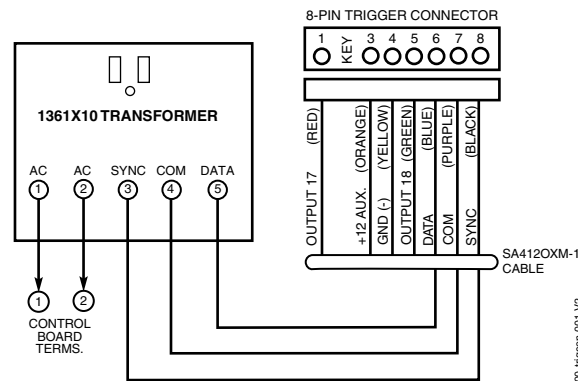 8-PIN TRIGGER CONNECTOR
1 KEY 3 4 5 6 7 8
1361X10 TRANSFORMER
AC AC SYNC COM DATA
1 2 3 4 5
(RED) (ORANGE) (YELLOW) (GREEN) (BLUE) (PURPLE) (BLACK)
OUTPUT 17 +12 AUX. GND (-) OUTPUT 18 DATA COM SYNC
SA412OXM-1
CABLE
1 2
CONTROL
BOARD
TERMS.